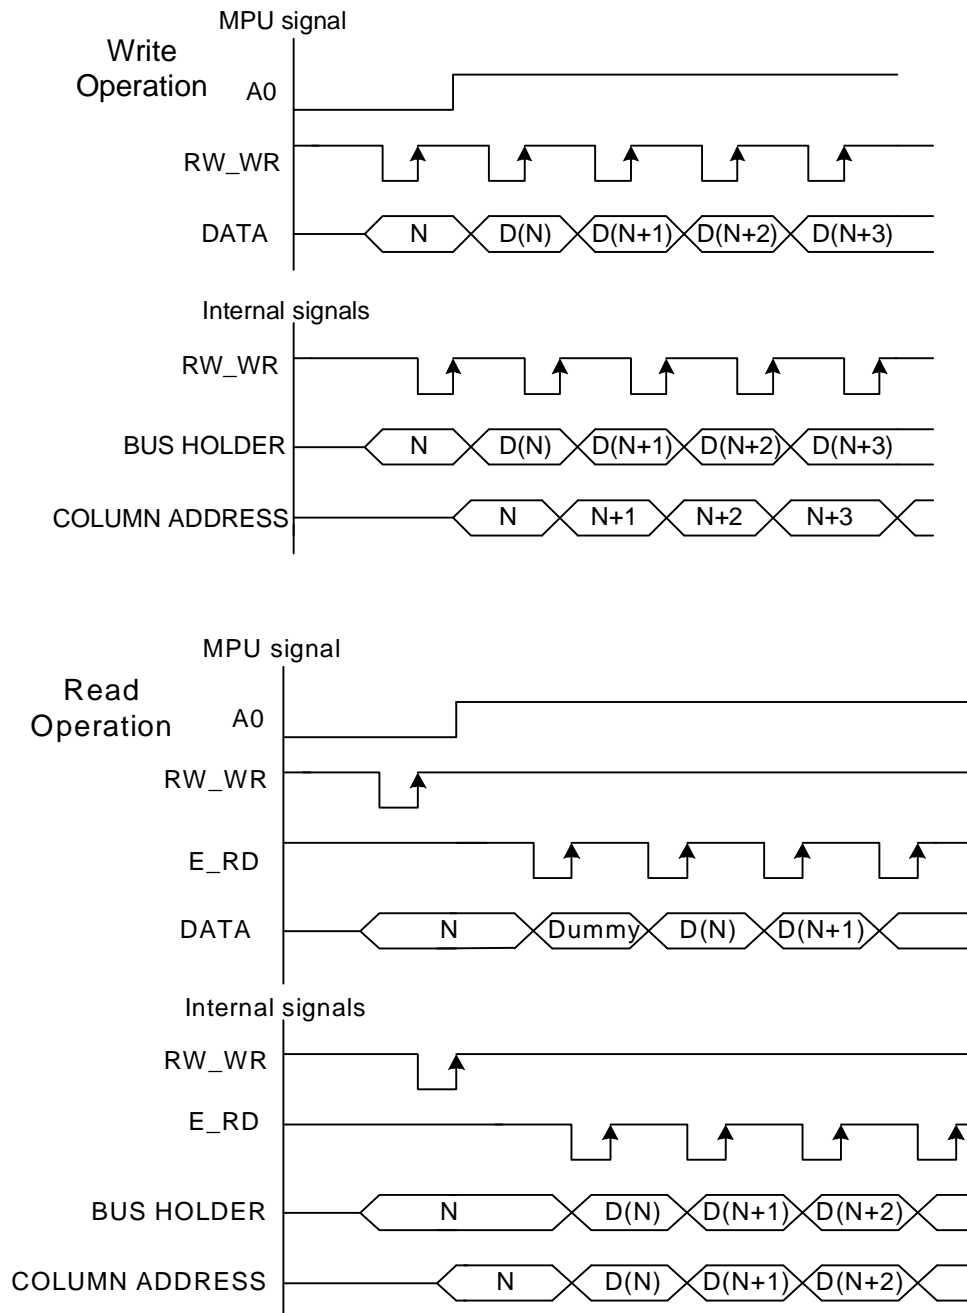 MPU signal
Write
Operation
A0
RW_WR
DATA N D(N) D(N+1) D(N+2) D(N+3)
Internal signals
RW_WR
BUS HOLDER N D(N) D(N+1) D(N+2) D(N+3)
COLUMN ADDRESS N N+1 N+2 N+3
MPU signal
Read
Operation
A0
RW_WR
E_RD
DATA N Dummy D(N) D(N+1)
Internal signals
RW_WR
E_RD
BUS HOLDER N D(N) D(N+1) D(N+2)
COLUMN ADDRESS N D(N) D(N+1) D(N+2)